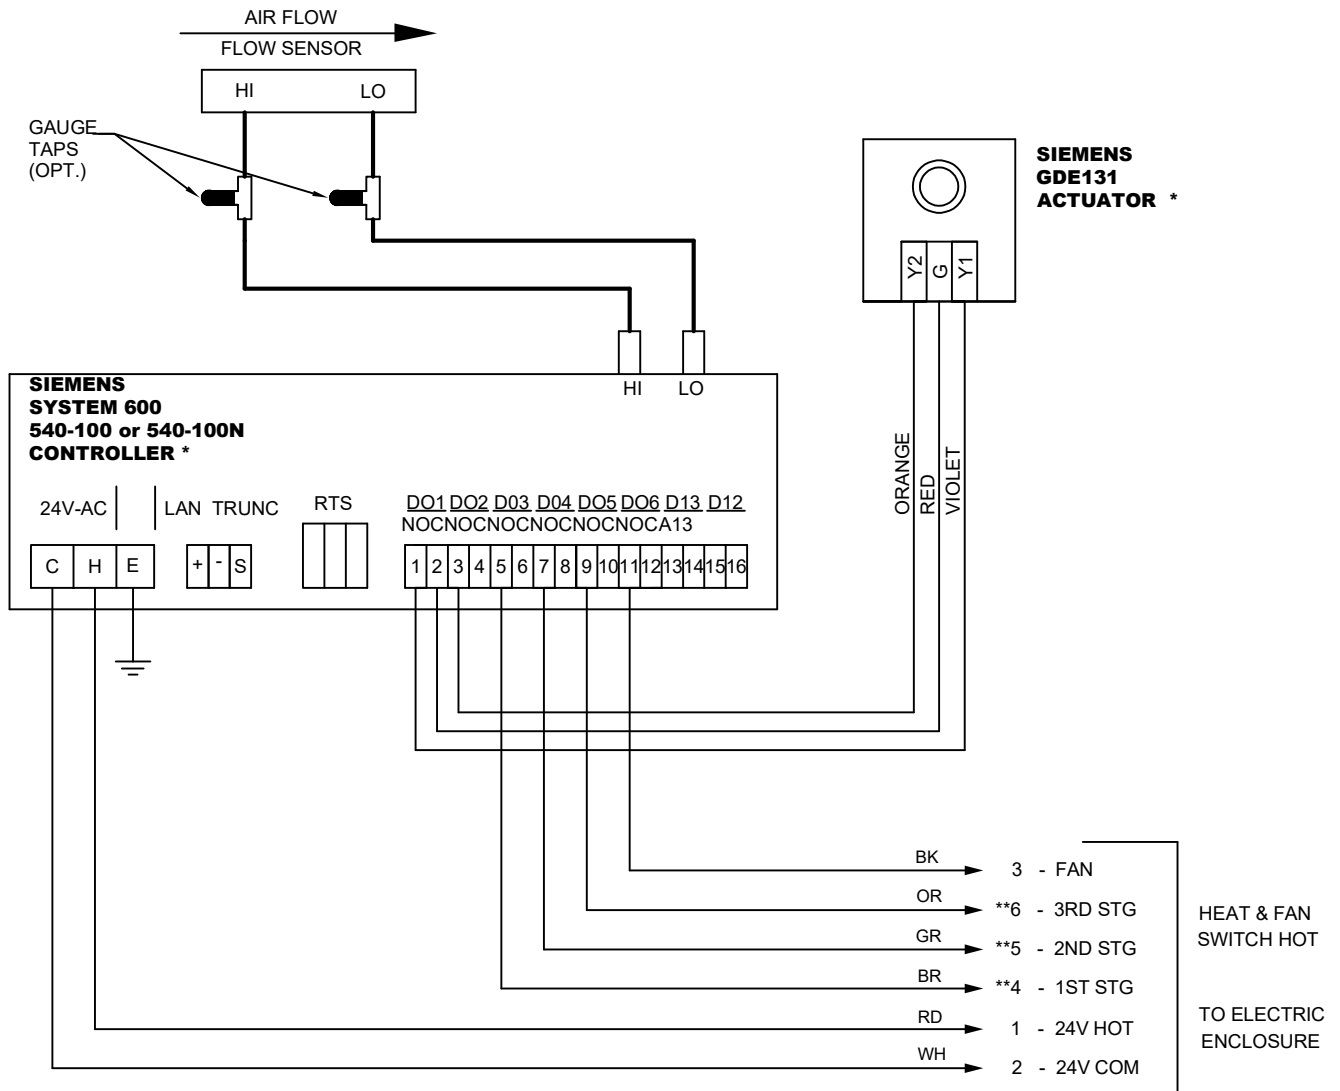 AIR FLOW
FLOW SENSOR
HI LO
GAUGE
TAPS
(OPT.)
SIEMENS
GDE131
ACTUATOR *
Y2 G Y1
HI LO
SIEMENS
SYSTEM 600
540-100 or 540-100N
CONTROLLER *
ORANGE
RED
VIOLET
24V-AC LAN TRUNC RTS
DO1 DO2 D03 D04 DO5 DO6 D13 D12
NOCNOCNOCNOCNOCNOCA13
C H E + - S 1 2 3 4 5 6 7 8 9 10 11 12 13 14 15 16
BK 3 - FAN
OR **6 - 3RD STG
GR **5 - 2ND STG
BR **4 - 1ST STG
RD 1 - 24V HOT
WH 2 - 24V COM
HEAT & FAN
SWITCH HOT
TO ELECTRIC
ENCLOSURE